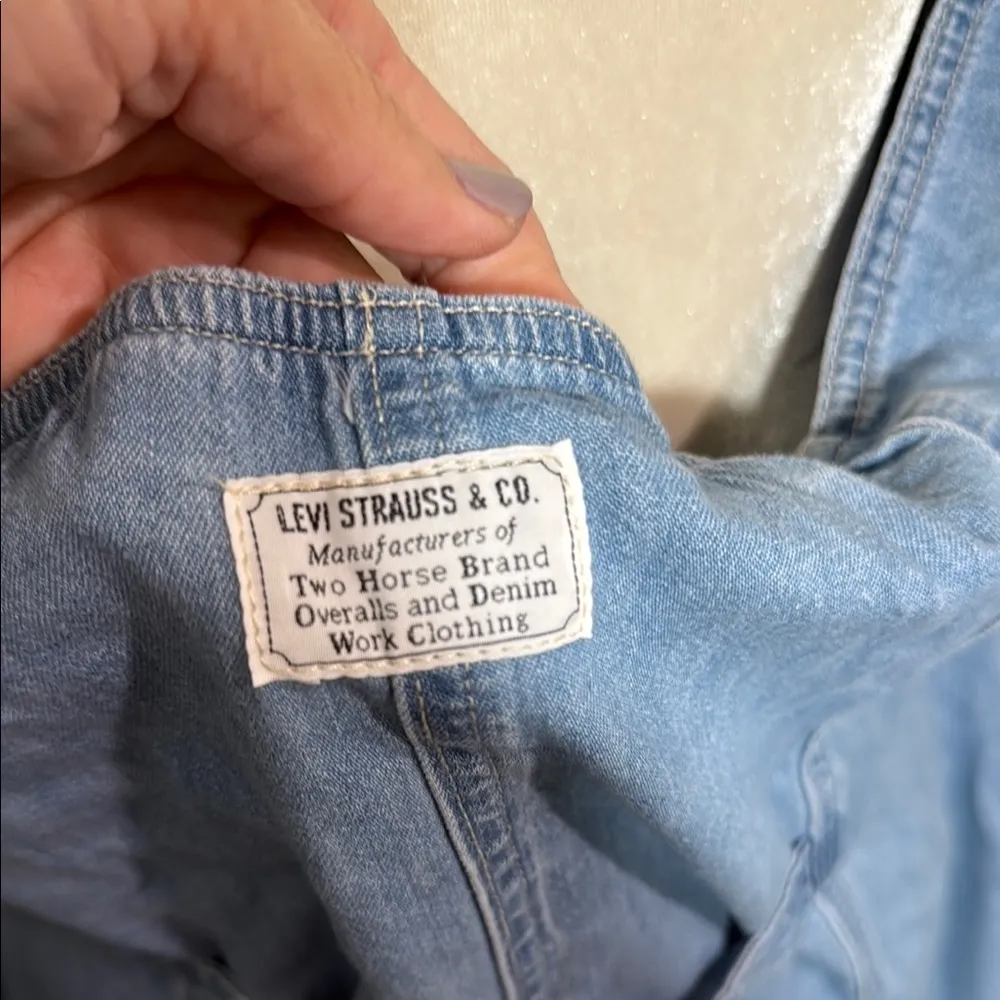 LEVI STRAUSS & CO.
Manufacturers of
Two Horse Brand
Overalls and Denim
Work Clothing